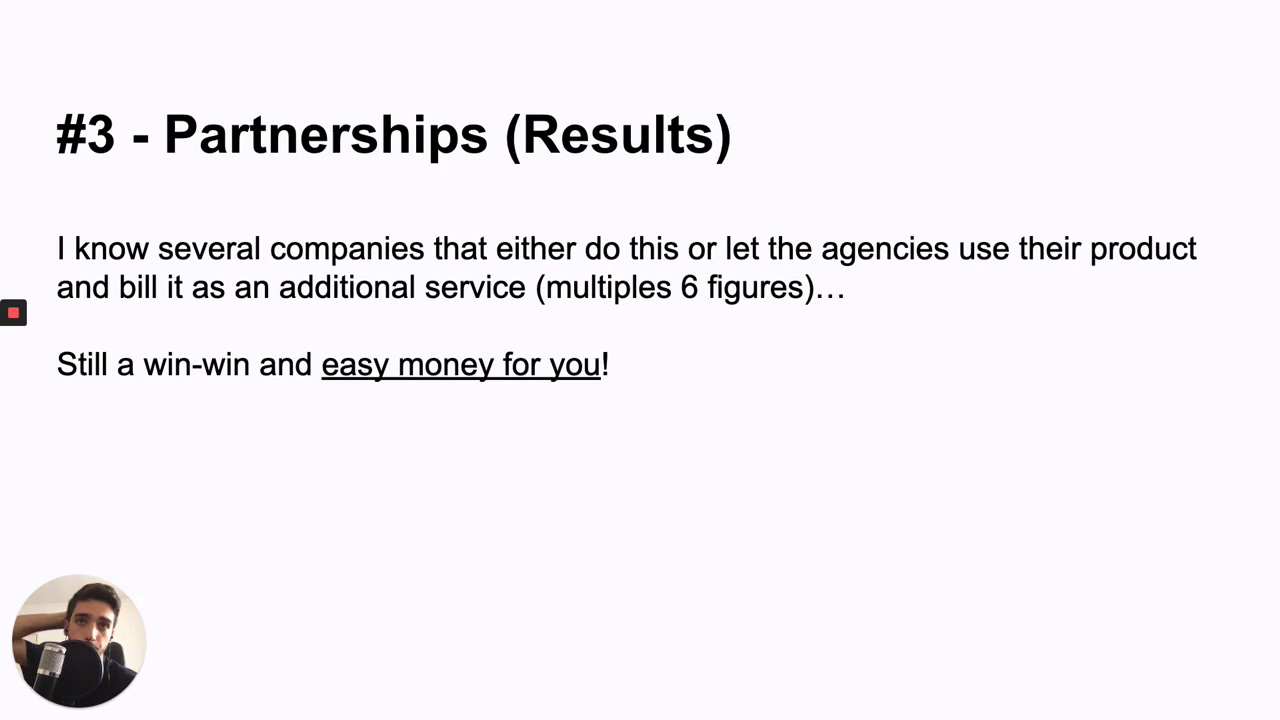 #3 - Partnerships (Results)
I know several companies that either do this or let the agencies use their product
and bill it as an additional service (multiples 6 figures)…
Still a win-win and easy money for you!